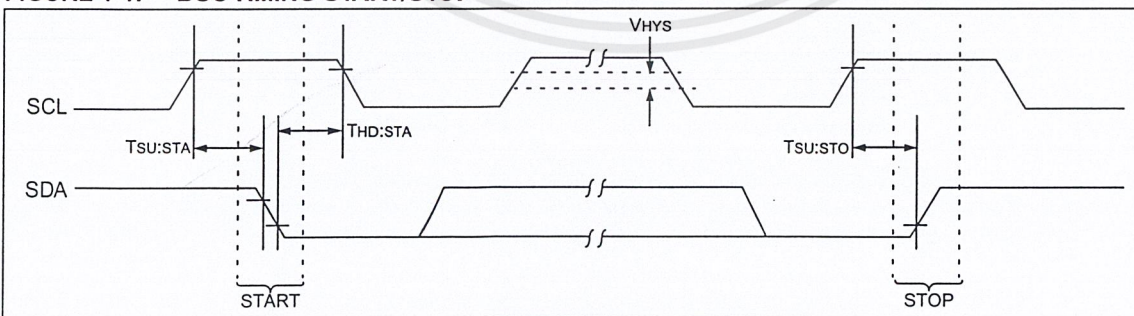 VHYS
SCL
THD:STA
TSU:STA
TSU:STO
SDA
START
STOP